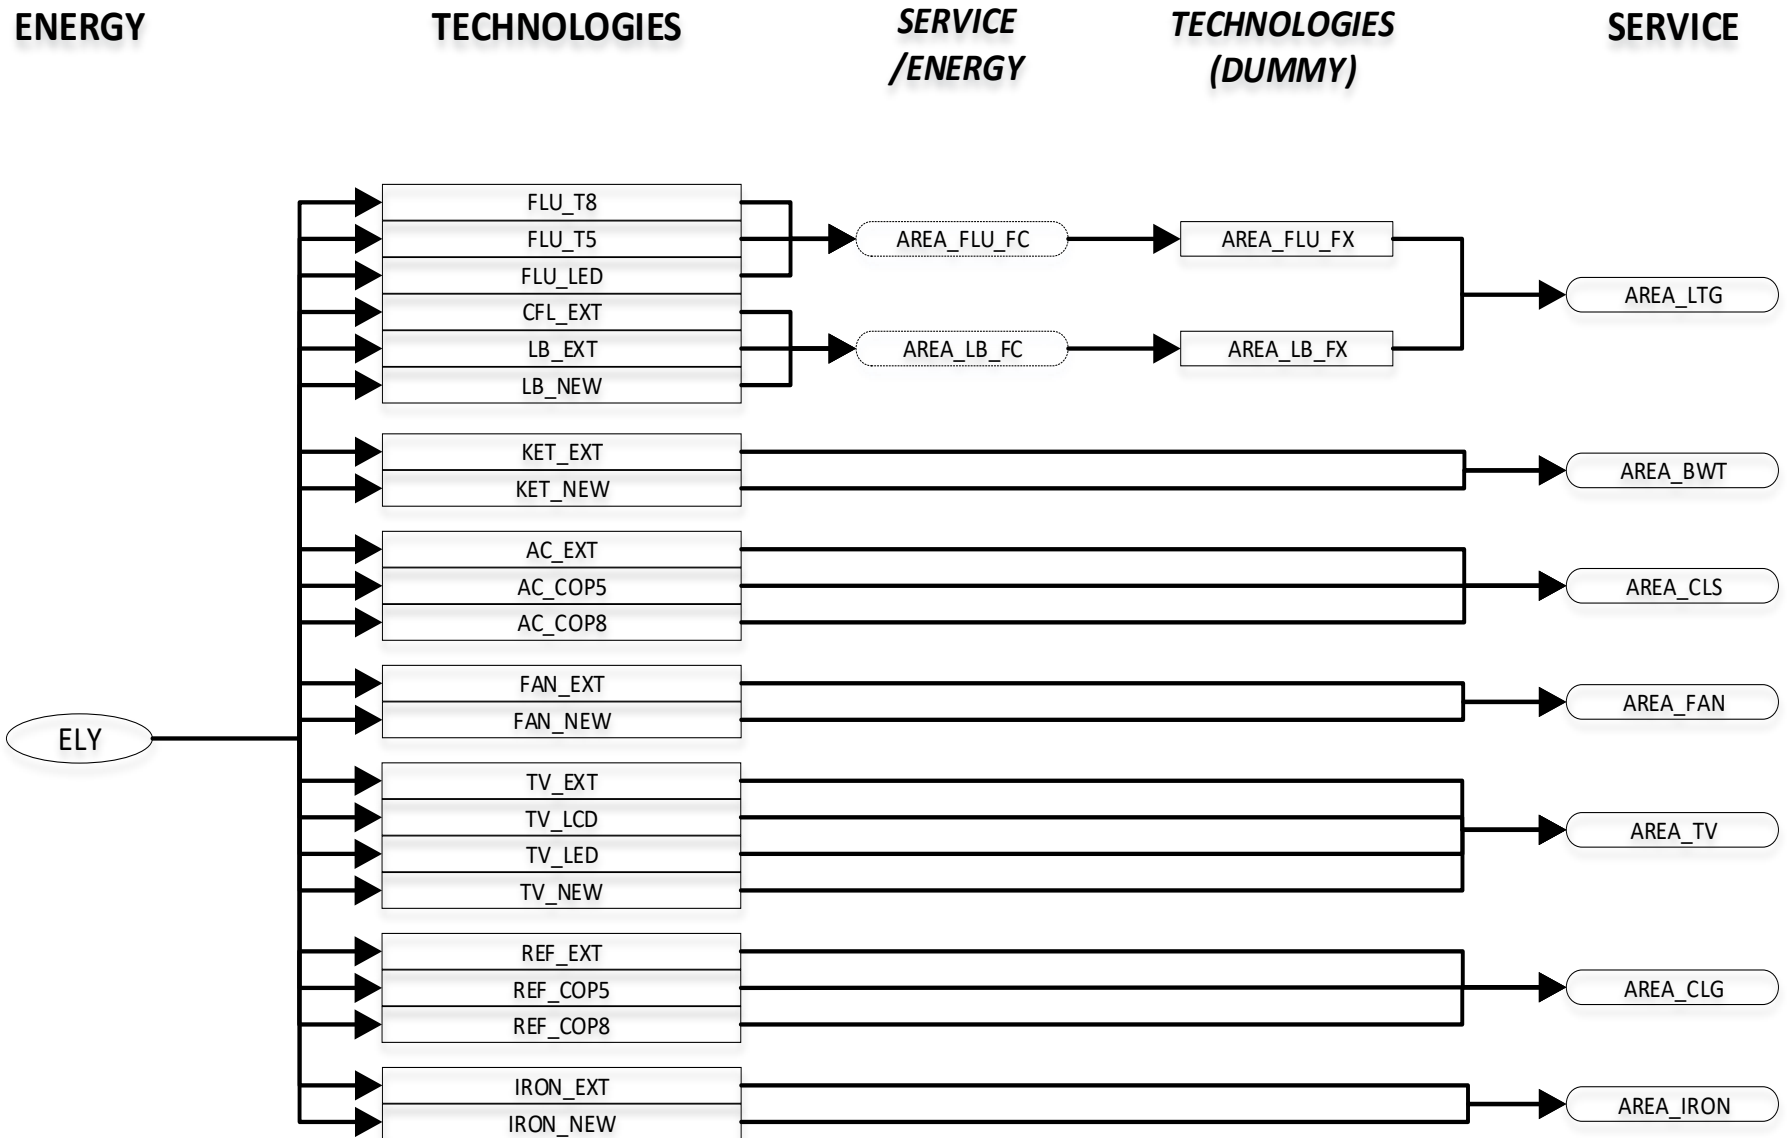 ENERGY
TECHNOLOGIES
SERVICE
/ENERGY
TECHNOLOGIES
(DUMMY)
SERVICE
FLU_T8
FLU_T5
FLU_LED
CFL_EXT
LB_EXT
LB_NEW
AREA_FLU_FC
AREA_FLU_FX
AREA_LTG
AREA_LB_FC
AREA_LB_FX
KET_EXT
KET_NEW
AREA_BWT
AC_EXT
AC_COP5
AC_COP8
AREA_CLS
FAN_EXT
FAN_NEW
AREA_FAN
ELY
TV_EXT
TV_LCD
TV_LED
TV_NEW
AREA_TV
REF_EXT
REF_COP5
REF_COP8
AREA_CLG
IRON_EXT
IRON_NEW
AREA_IRON